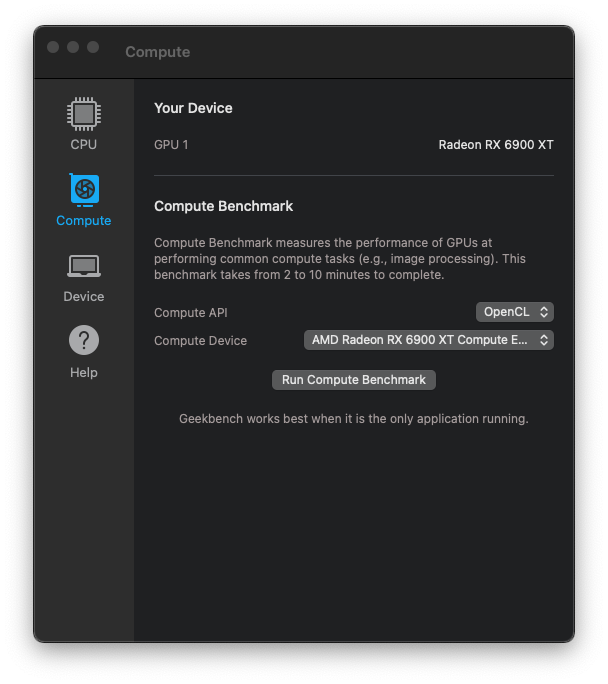 Compute
CPU
Compute
Device
Help
Your Device
GPU 1 Radeon RX 6900 XT
Compute Benchmark
Compute Benchmark measures the performance of GPUs at
performing common compute tasks (e.g., image processing). This
benchmark takes from 2 to 10 minutes to complete.
Compute API OpenCL
Compute Device AMD Radeon RX 6900 XT Compute E...
Run Compute Benchmark
Geekbench works best when it is the only application running.